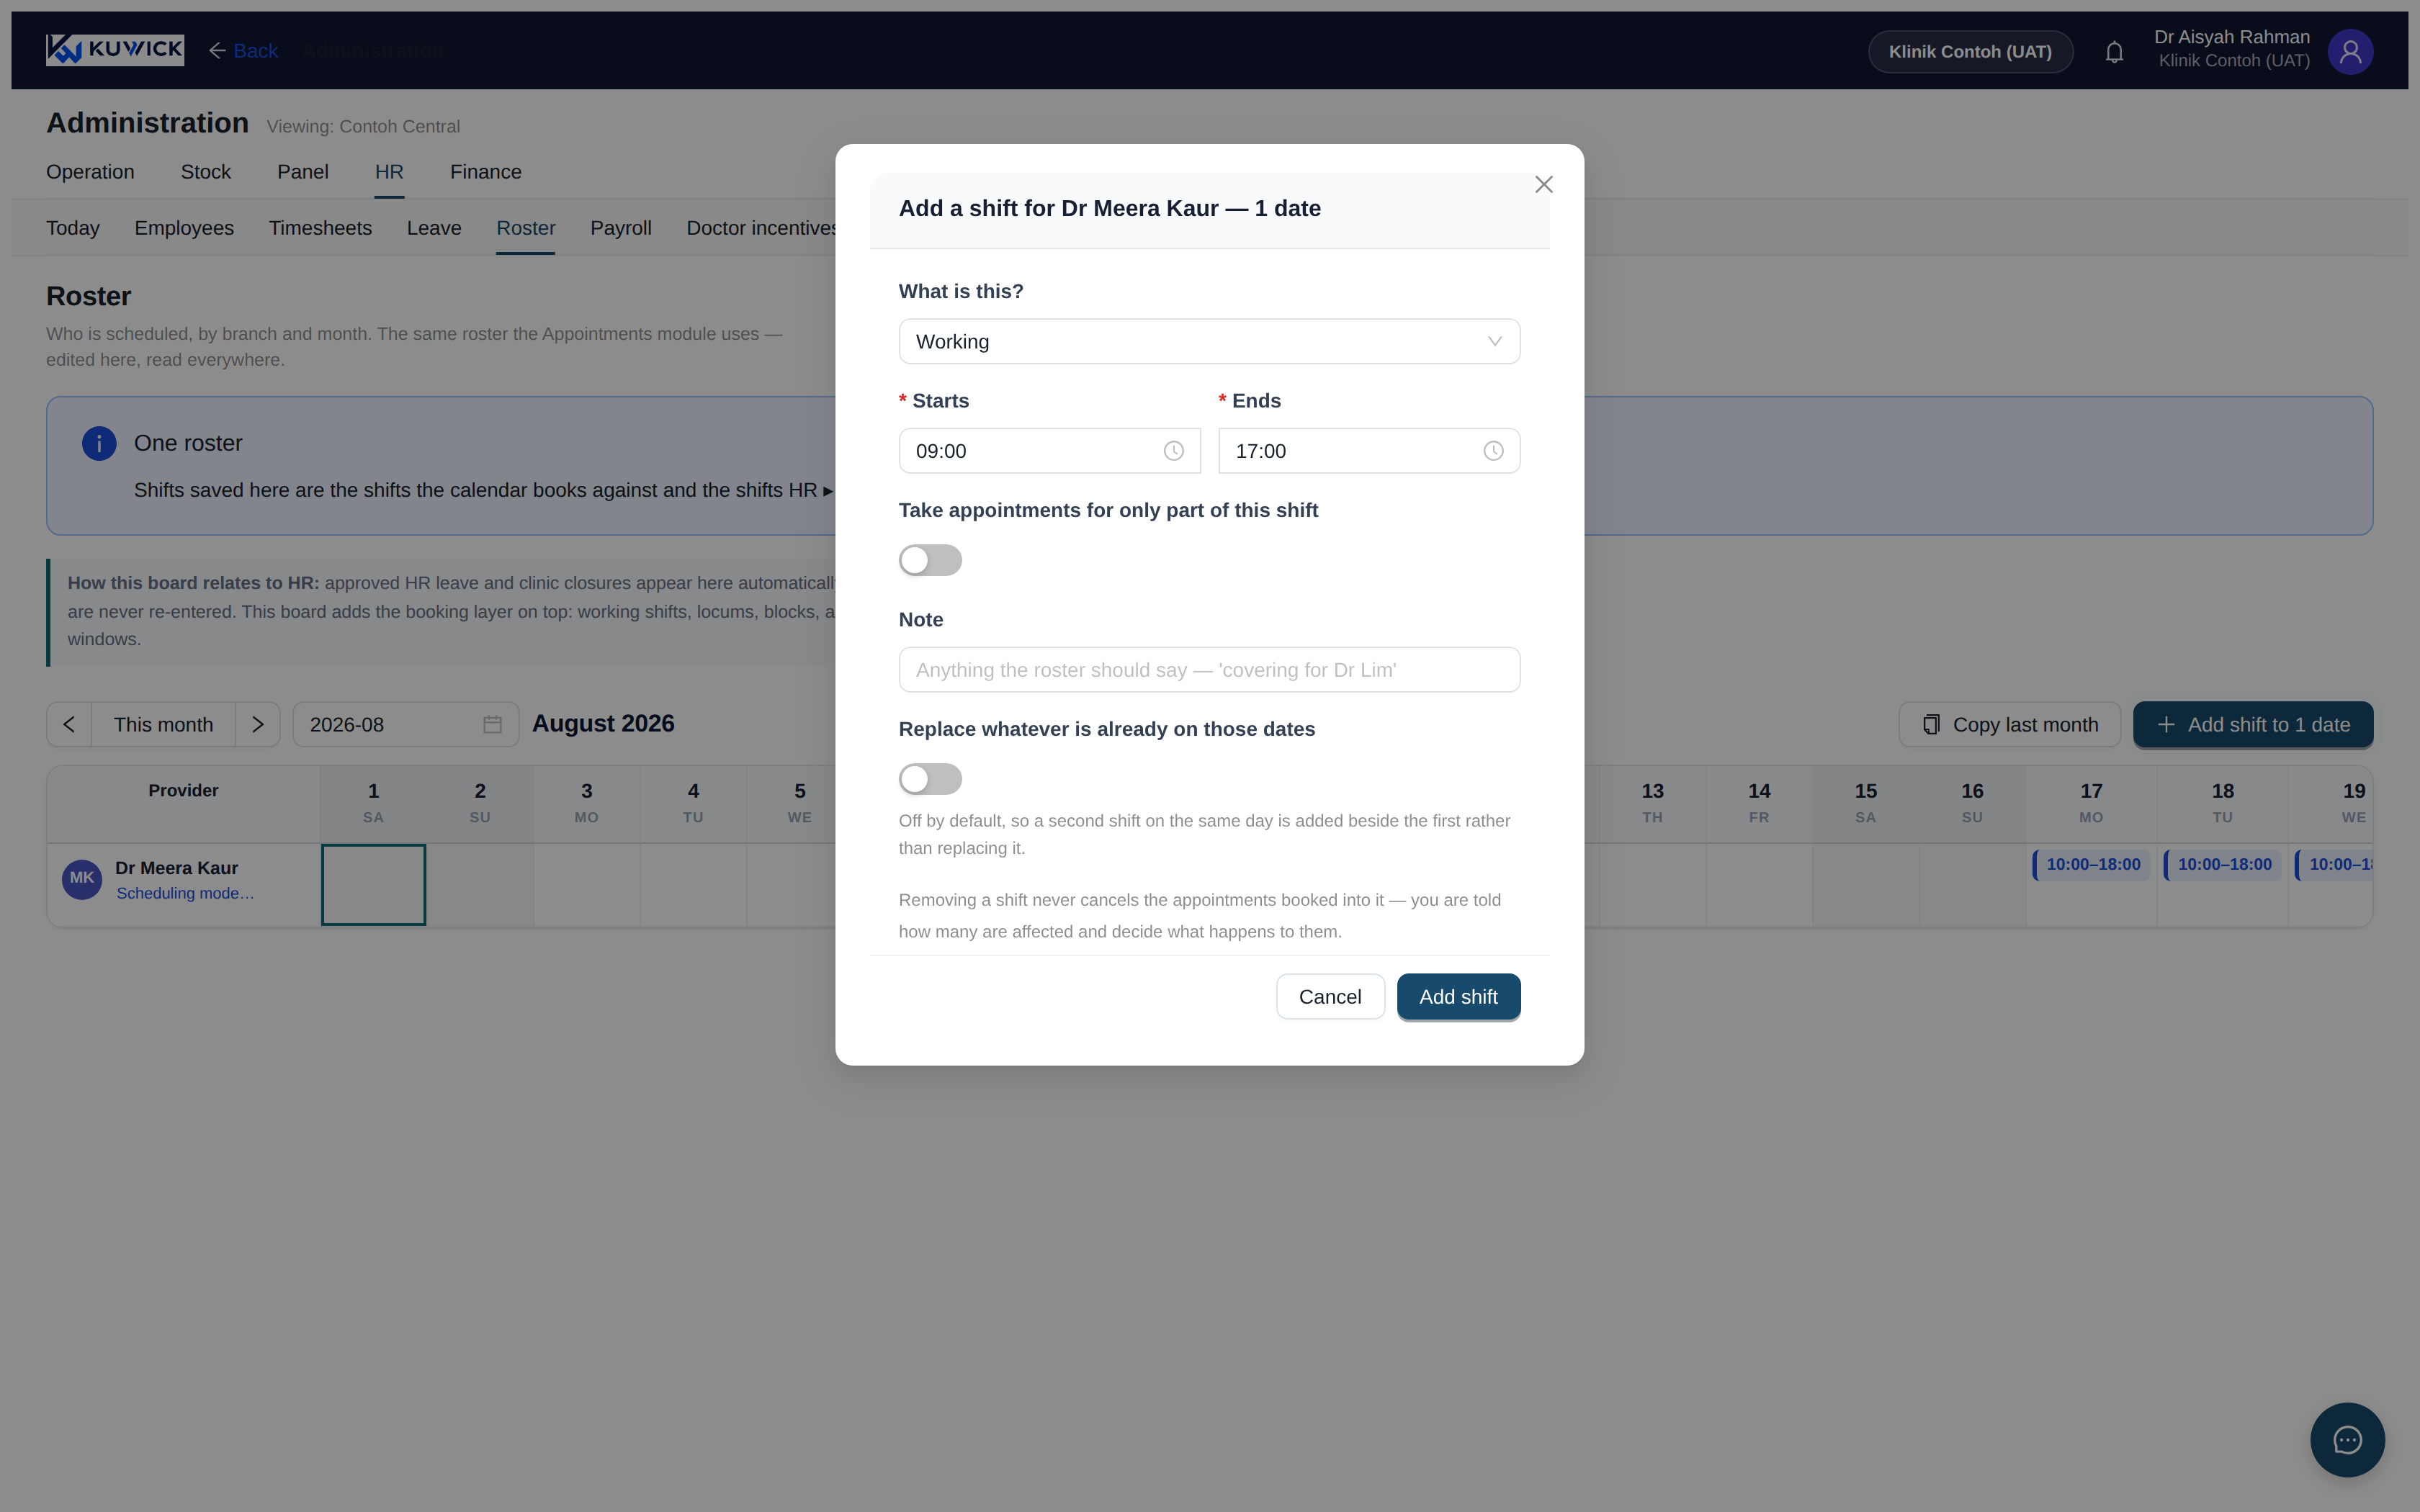 KUWICK
Back
Administration
Klinik Contoh (UAT)
Dr Aisyah Rahman
Klinik Contoh (UAT)
Administration
Viewing: Contoh Central
Operation
Stock
Panel
HR
Finance
Today
Employees
Timesheets
Leave
Roster
Payroll
Doctor incentives
Roster
Who is scheduled, by branch and month. The same roster the Appointments module uses —
edited here, read everywhere.
One roster
Shifts saved here are the shifts the calendar books against and the shifts HR ▸
How this board relates to HR: approved HR leave and clinic closures appear here automatically
are never re-entered. This board adds the booking layer on top: working shifts, locums, blocks, a
windows.
This month
2026-08
August 2026
Copy last month
Add shift to 1 date
Provider
1
SA
2
SU
3
MO
4
TU
5
WE
13
TH
14
FR
15
SA
16
SU
17
MO
18
TU
19
WE
MK
Dr Meera Kaur
Scheduling mode…
10:00–18:00
10:00–18:00
10:00–18
Add a shift for Dr Meera Kaur — 1 date
What is this?
Working
* Starts
* Ends
09:00
17:00
Take appointments for only part of this shift
Note
Anything the roster should say — 'covering for Dr Lim'
Replace whatever is already on those dates
Off by default, so a second shift on the same day is added beside the first rather
than replacing it.
Removing a shift never cancels the appointments booked into it — you are told
how many are affected and decide what happens to them.
Cancel
Add shift